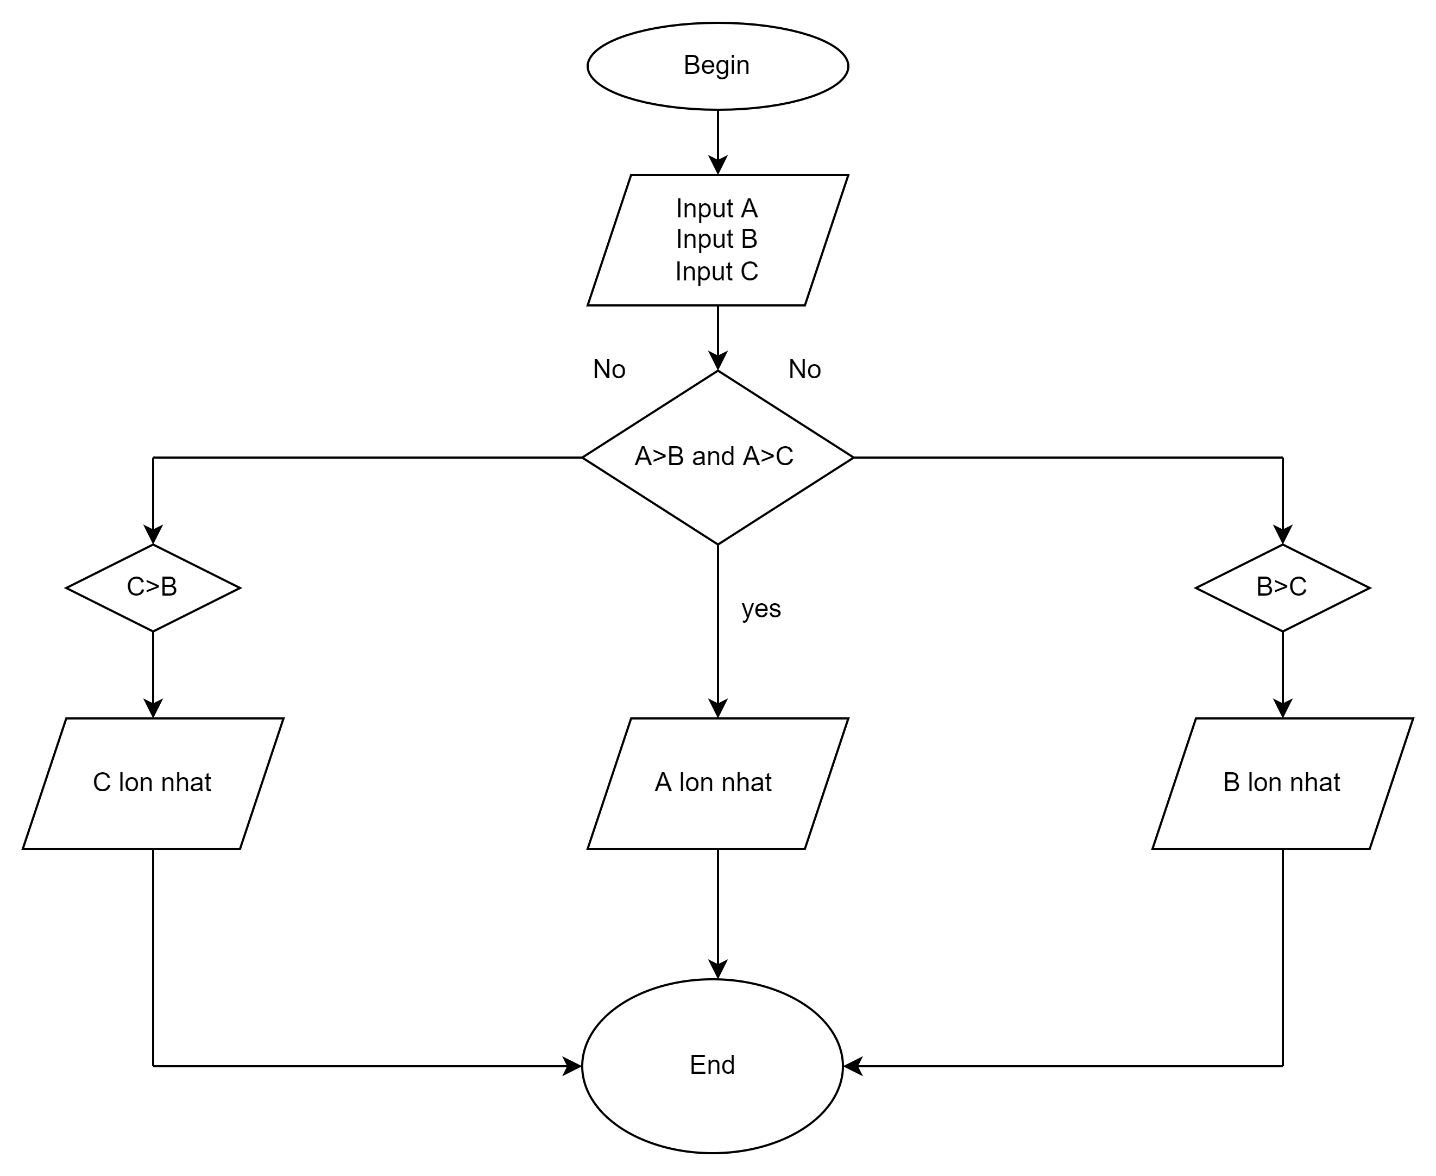 Begin
Input A
Input B
Input C
No
No
A>B and A>C
C>B
yes
B>C
C lon nhat
A lon nhat
B lon nhat
End